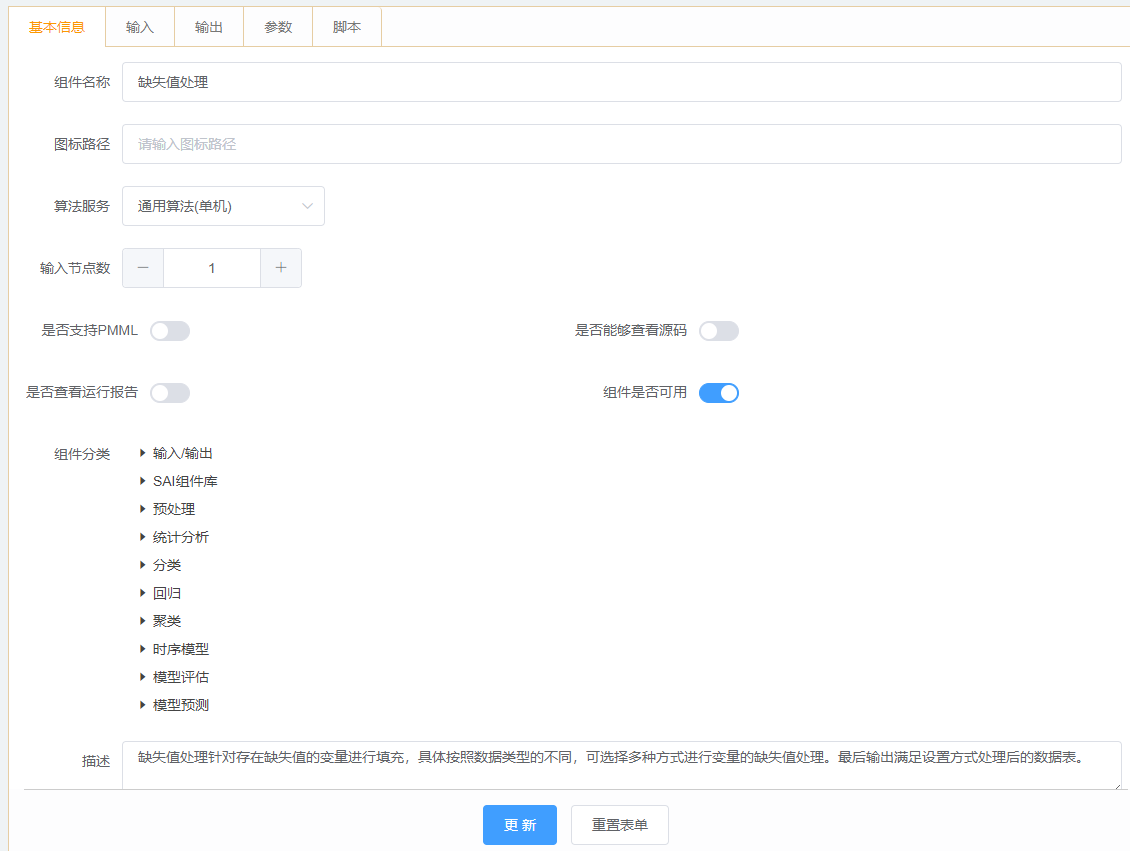 基本信息 输入 输出 参数 脚本
组件名称 缺失值处理
图标路径 请输入图标路径
算法服务 通用算法(单机)
输入节点数 1
是否支持PMML 是否能够查看源码
是否查看运行报告 组件是否可用
组件分类 输入/输出
SAI组件库
预处理
统计分析
分类
回归
聚类
时序模型
模型评估
模型预测
描述 缺失值处理针对存在缺失值的变量进行填充，具体按照数据类型的不同，可选择多种方式进行变量的缺失值处理。最后输出满足设置方式处理后的数据表。
更新 重置表单